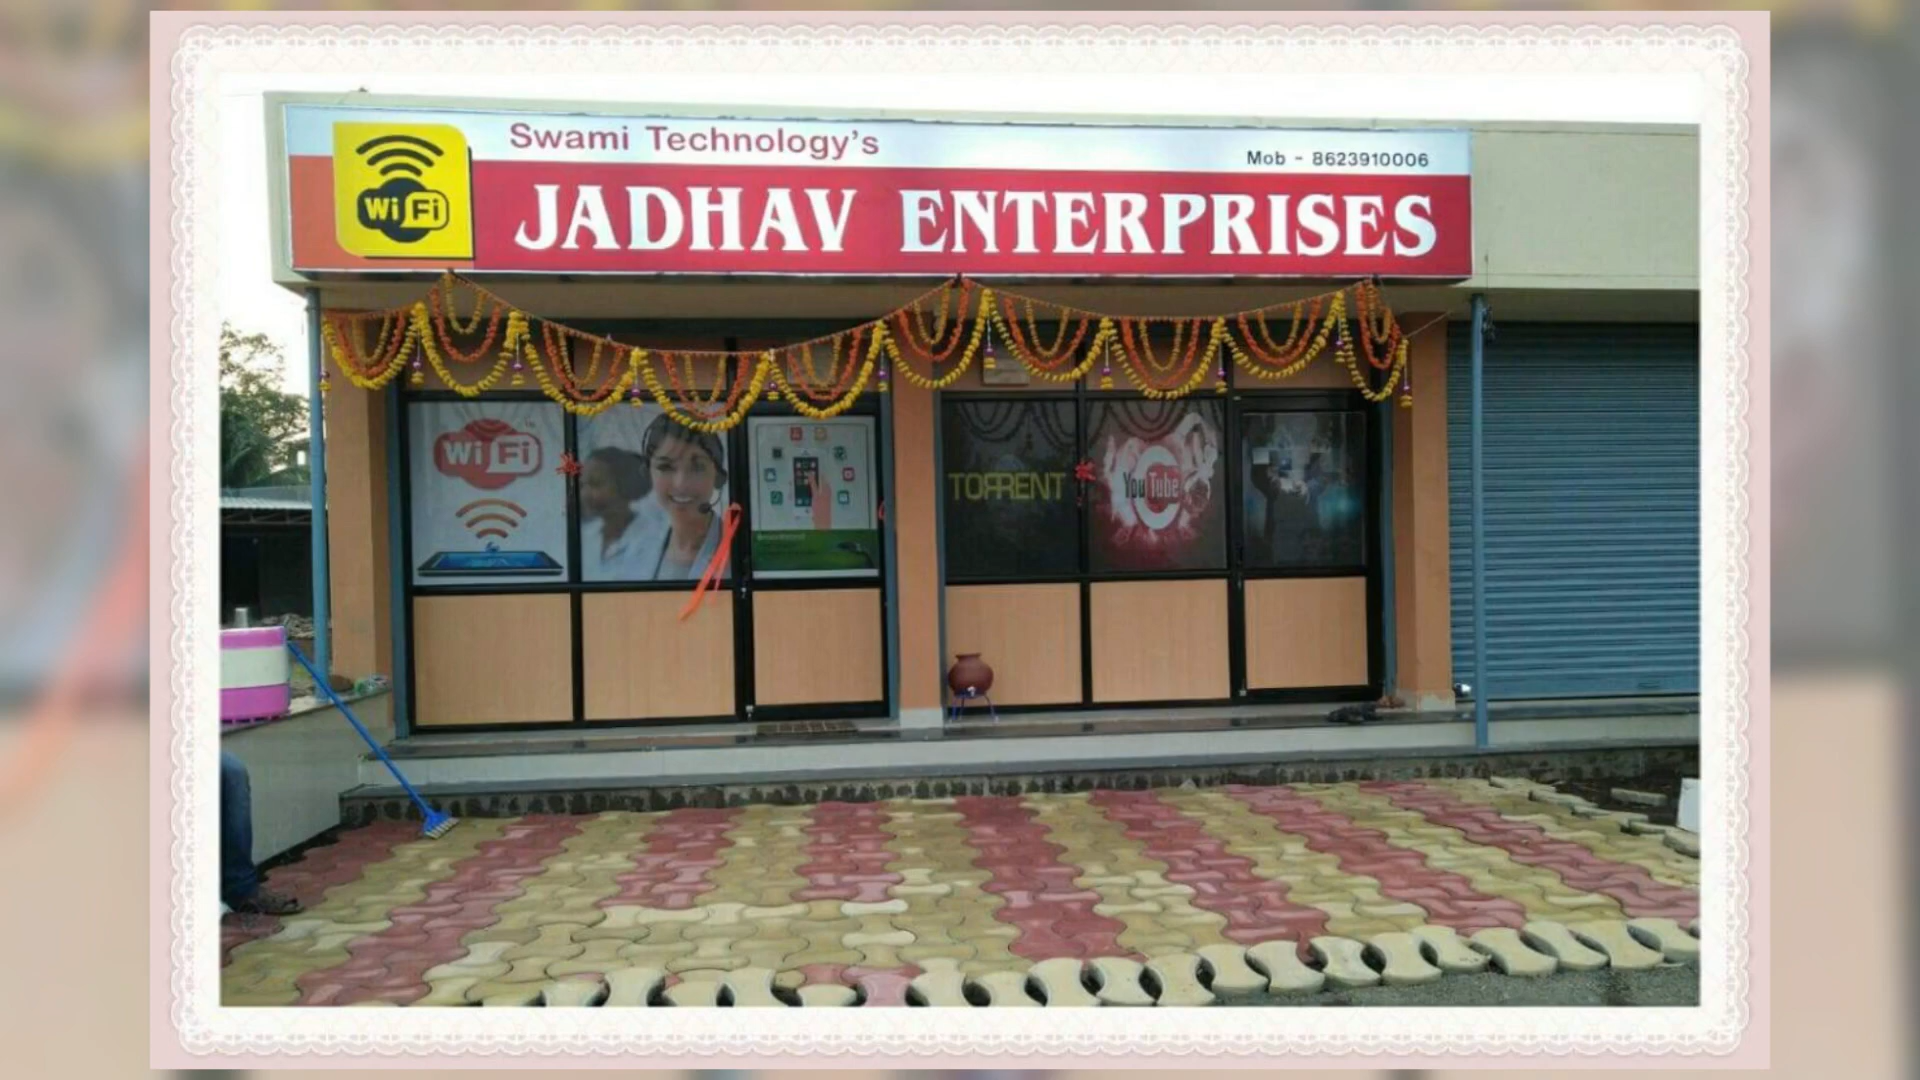 Swami Technology's
Mob - 8623910006
WiFi
JADHAV ENTERPRISES
WiFi
TORRENT
YouTube